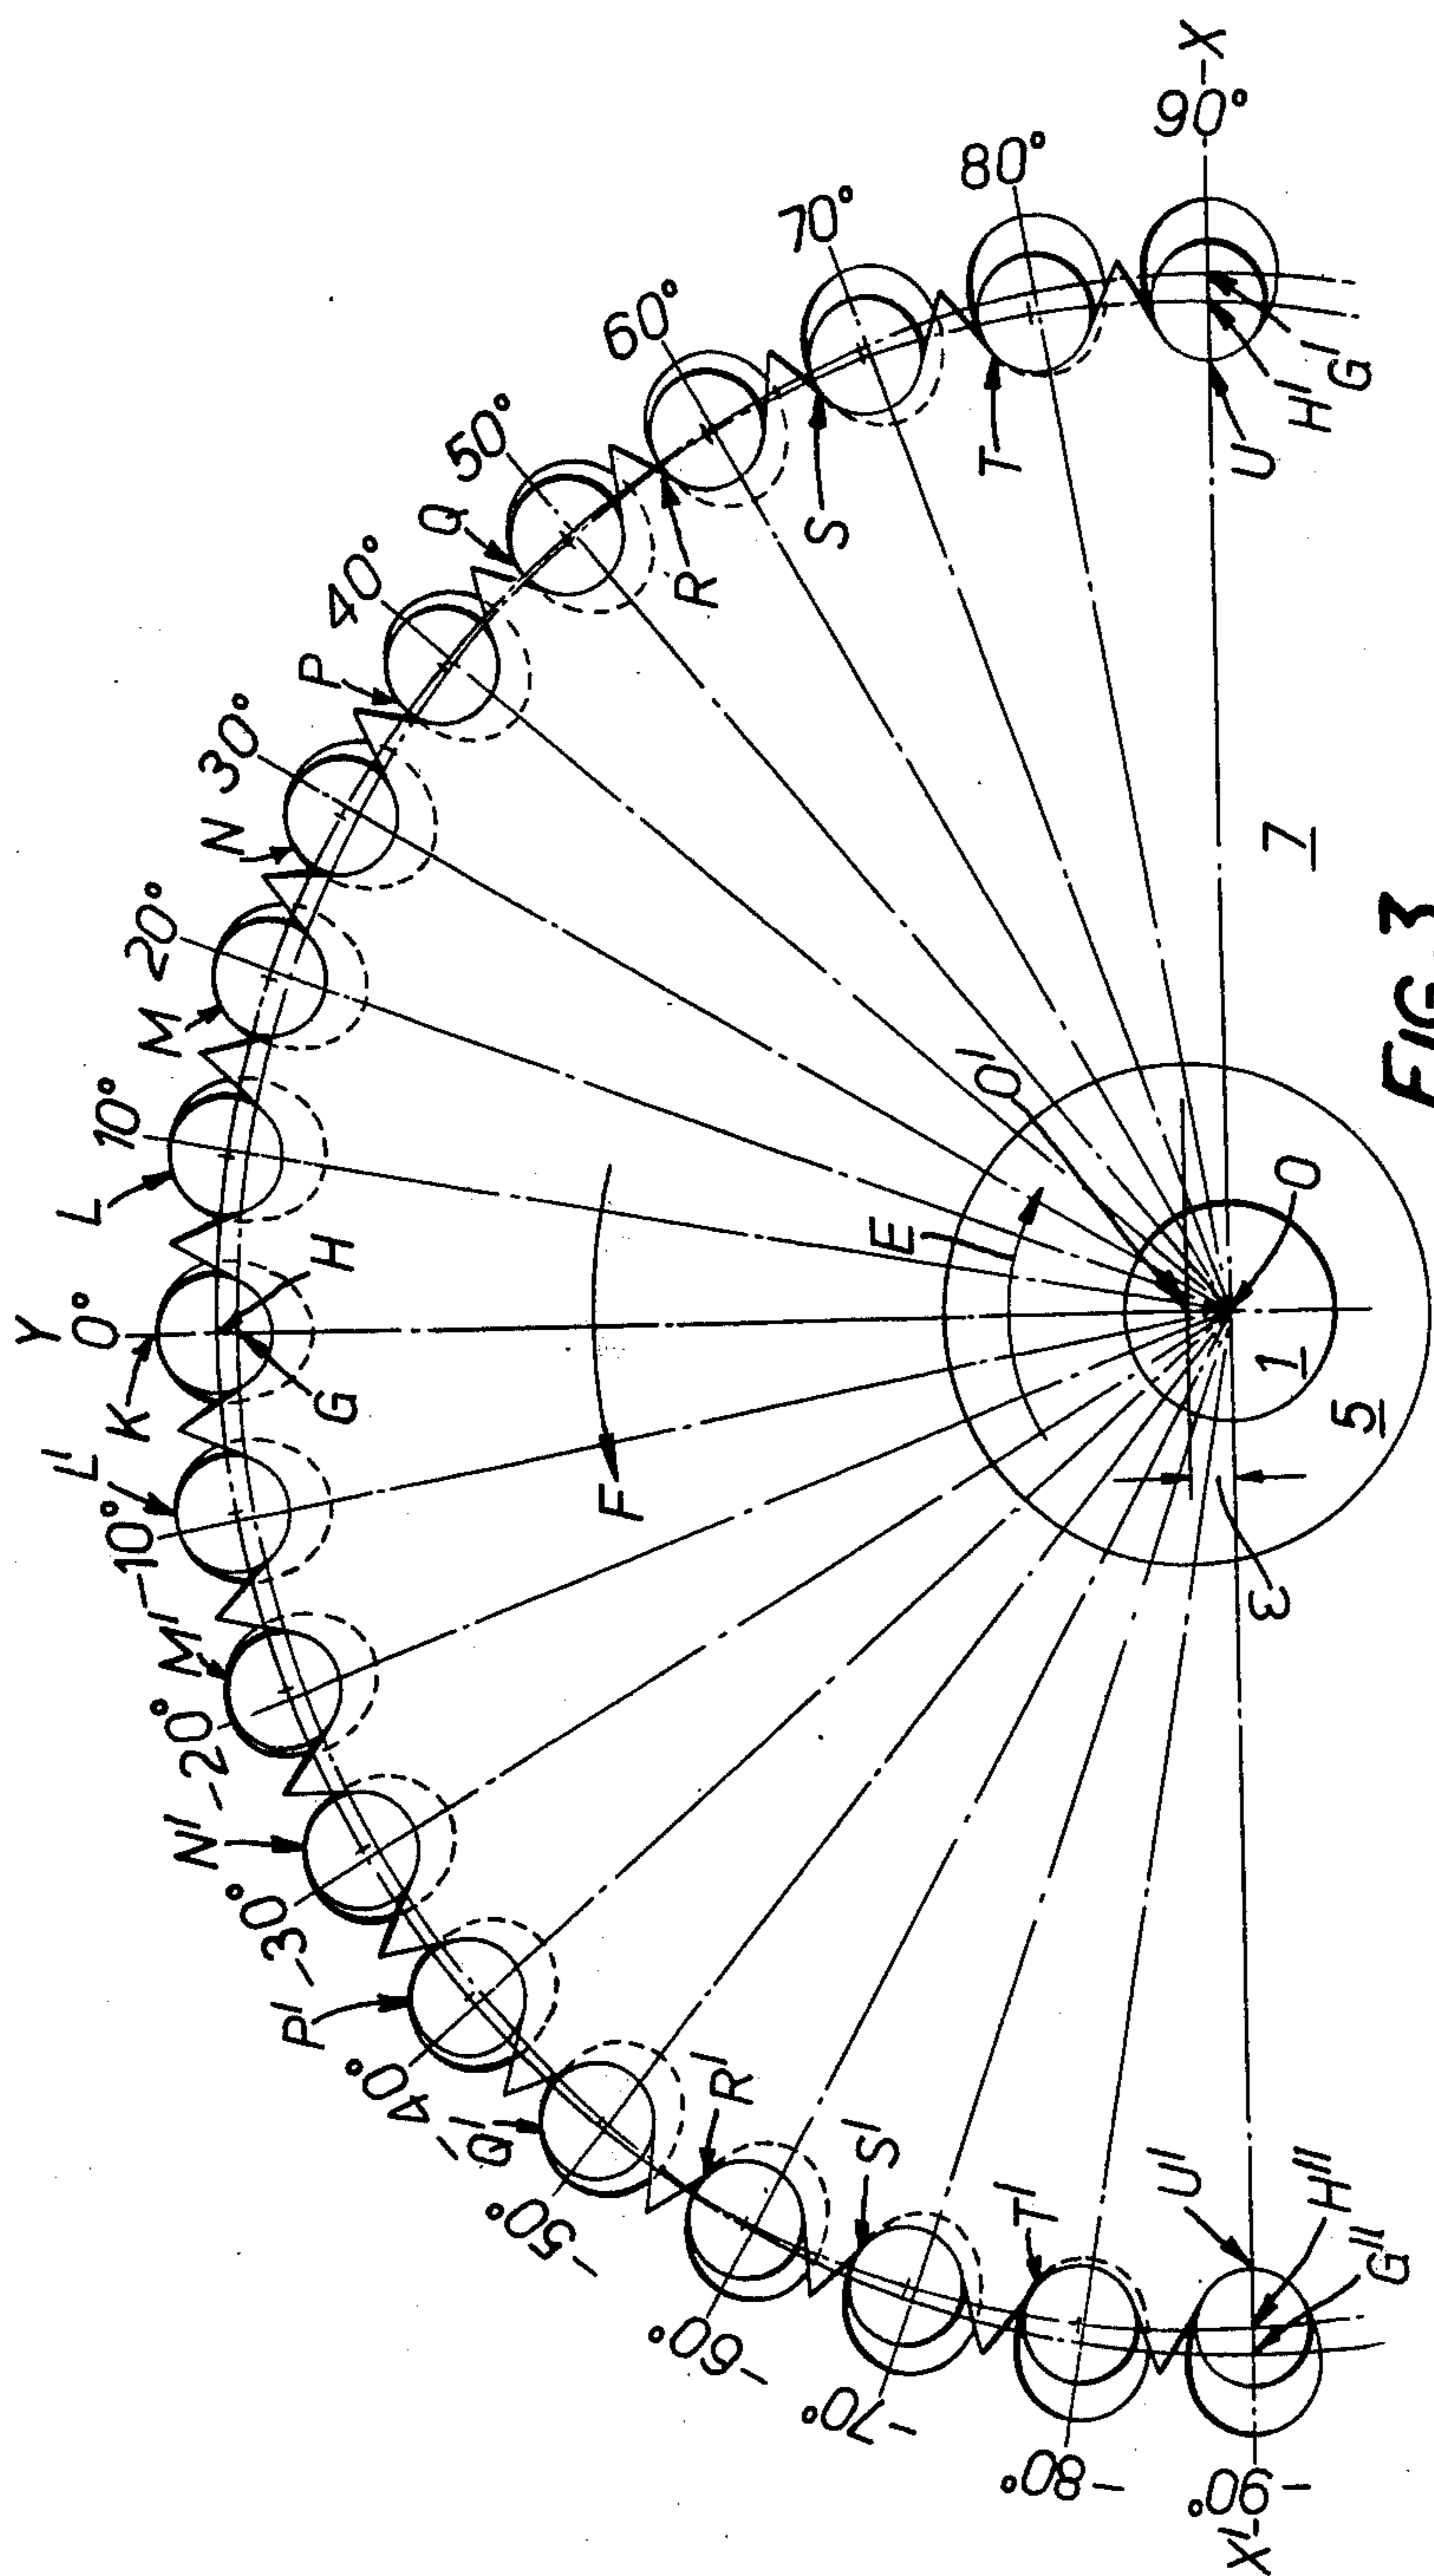 Y
0°
10°
20°
30°
40°
50°
60°
70°
80°
90°
-X
K
L
M
N
P
Q
R
S
T
U
H'
G'
H
G
L'
-10°
M'
-20°
N'
-30°
P'
-40°
Q'
-50°
R'
-60°
S'
-70°
T'
-80°
U'
H"
G"
-90°
X'-
F
E
O'
O
1
5
7
ε
FIG. 3